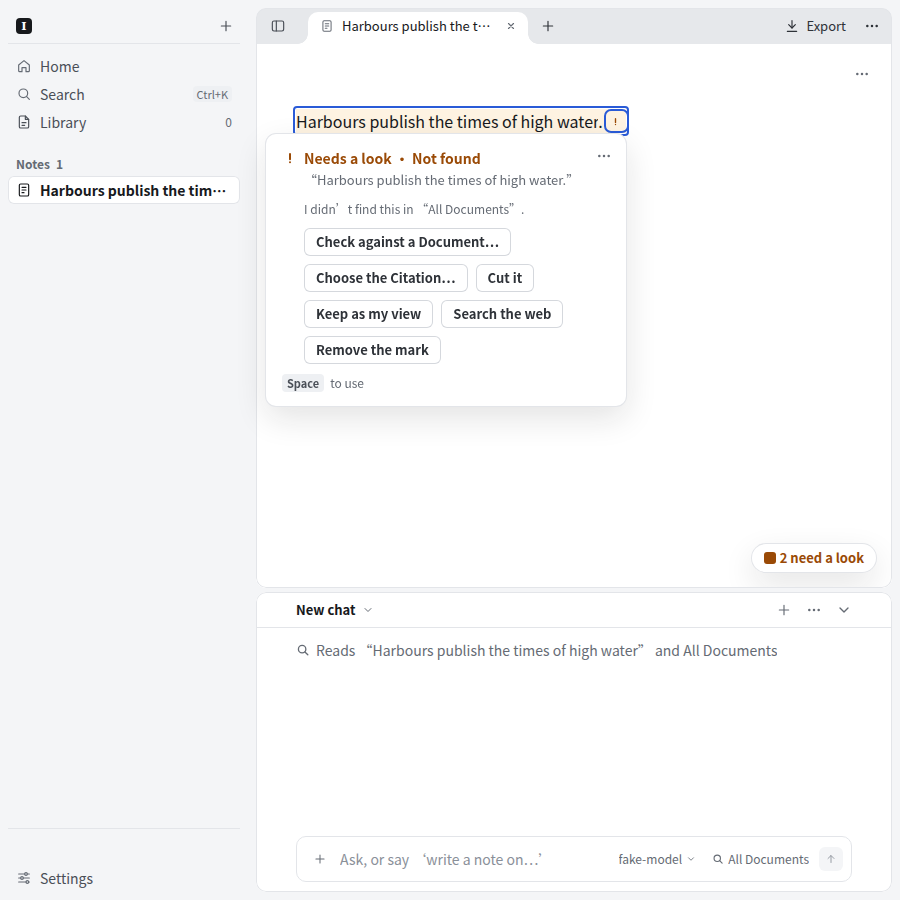 I
Harbours publish the t…
Export
Home
Search Ctrl+K
Library 0
Notes 1
Harbours publish the tim…
Harbours publish the times of high water. !
! Needs a look • Not found
“Harbours publish the times of high water.”
I didn’t find this in “All Documents”.
Check against a Document…
Choose the Citation… Cut it
Keep as my view Search the web
Remove the mark
Space to use
2 need a look
New chat
Reads “Harbours publish the times of high water” and All Documents
Ask, or say ‘write a note on…’ fake-model All Documents
Settings